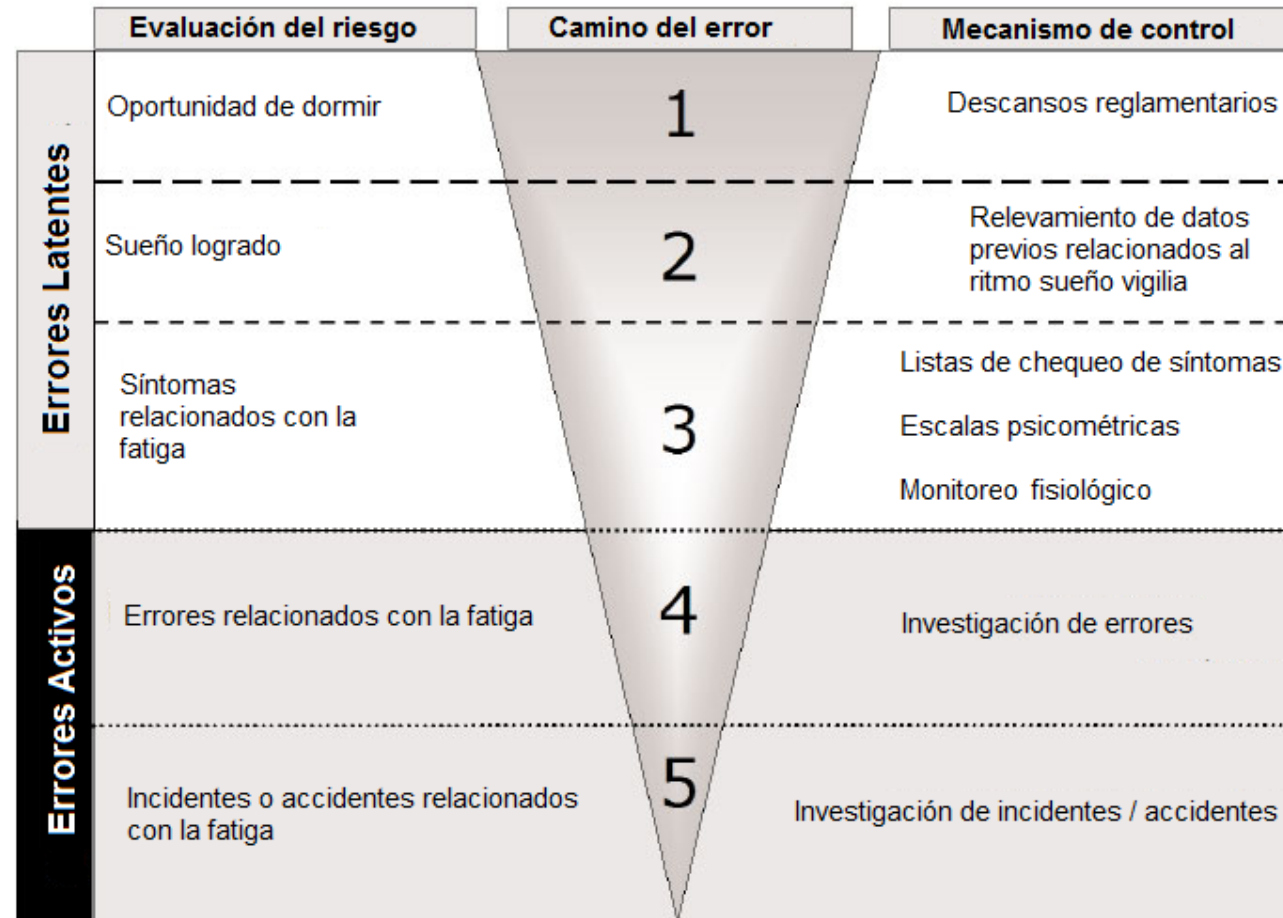 Evaluación del riesgo
Camino del error
Mecanismo de control
Errores Latentes
Oportunidad de dormir
1
Descansos reglamentarios
Sueño logrado
2
Relevamiento de datos
previos relacionados al
ritmo sueño vigilia
Síntomas
relacionados con la
fatiga
3
Listas de chequeo de síntomas
Escalas psicométricas
Monitoreo fisiológico
Errores Activos
Errores relacionados con la fatiga
4
Investigación de errores
Incidentes o accidentes relacionados
con la fatiga
5
Investigación de incidentes / accidentes